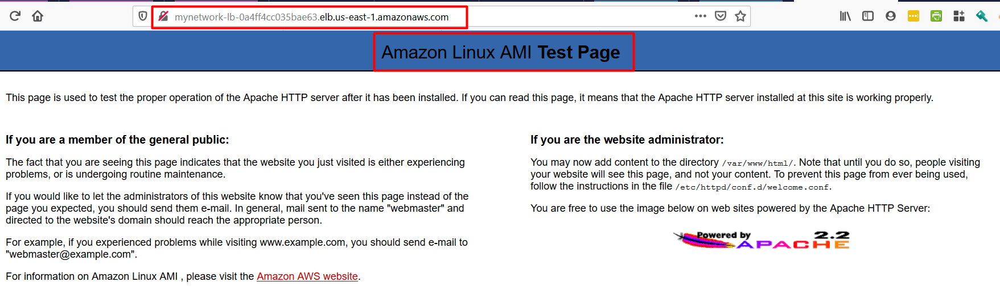 mynetwork-lb-0a4ff4cc035bae63.elb.us-east-1.amazonaws.com
Amazon Linux AMI Test Page
This page is used to test the proper operation of the Apache HTTP server after it has been installed. If you can read this page, it means that the Apache HTTP server installed at this site is working properly.
If you are a member of the general public:
The fact that you are seeing this page indicates that the website you just visited is either experiencing
problems, or is undergoing routine maintenance.
If you would like to let the administrators of this website know that you've seen this page instead of the
page you expected, you should send them e-mail. In general, mail sent to the name "webmaster" and
directed to the website's domain should reach the appropriate person.
For example, if you experienced problems while visiting www.example.com, you should send e-mail to
"webmaster@example.com".
For information on Amazon Linux AMI , please visit the Amazon AWS website.
If you are the website administrator:
You may now add content to the directory /var/www/html/. Note that until you do so, people visiting
your website will see this page, and not your content. To prevent this page from ever being used,
follow the instructions in the file /etc/httpd/conf.d/welcome.conf.
You are free to use the image below on web sites powered by the Apache HTTP Server:
Powered by 2.2
APACHE